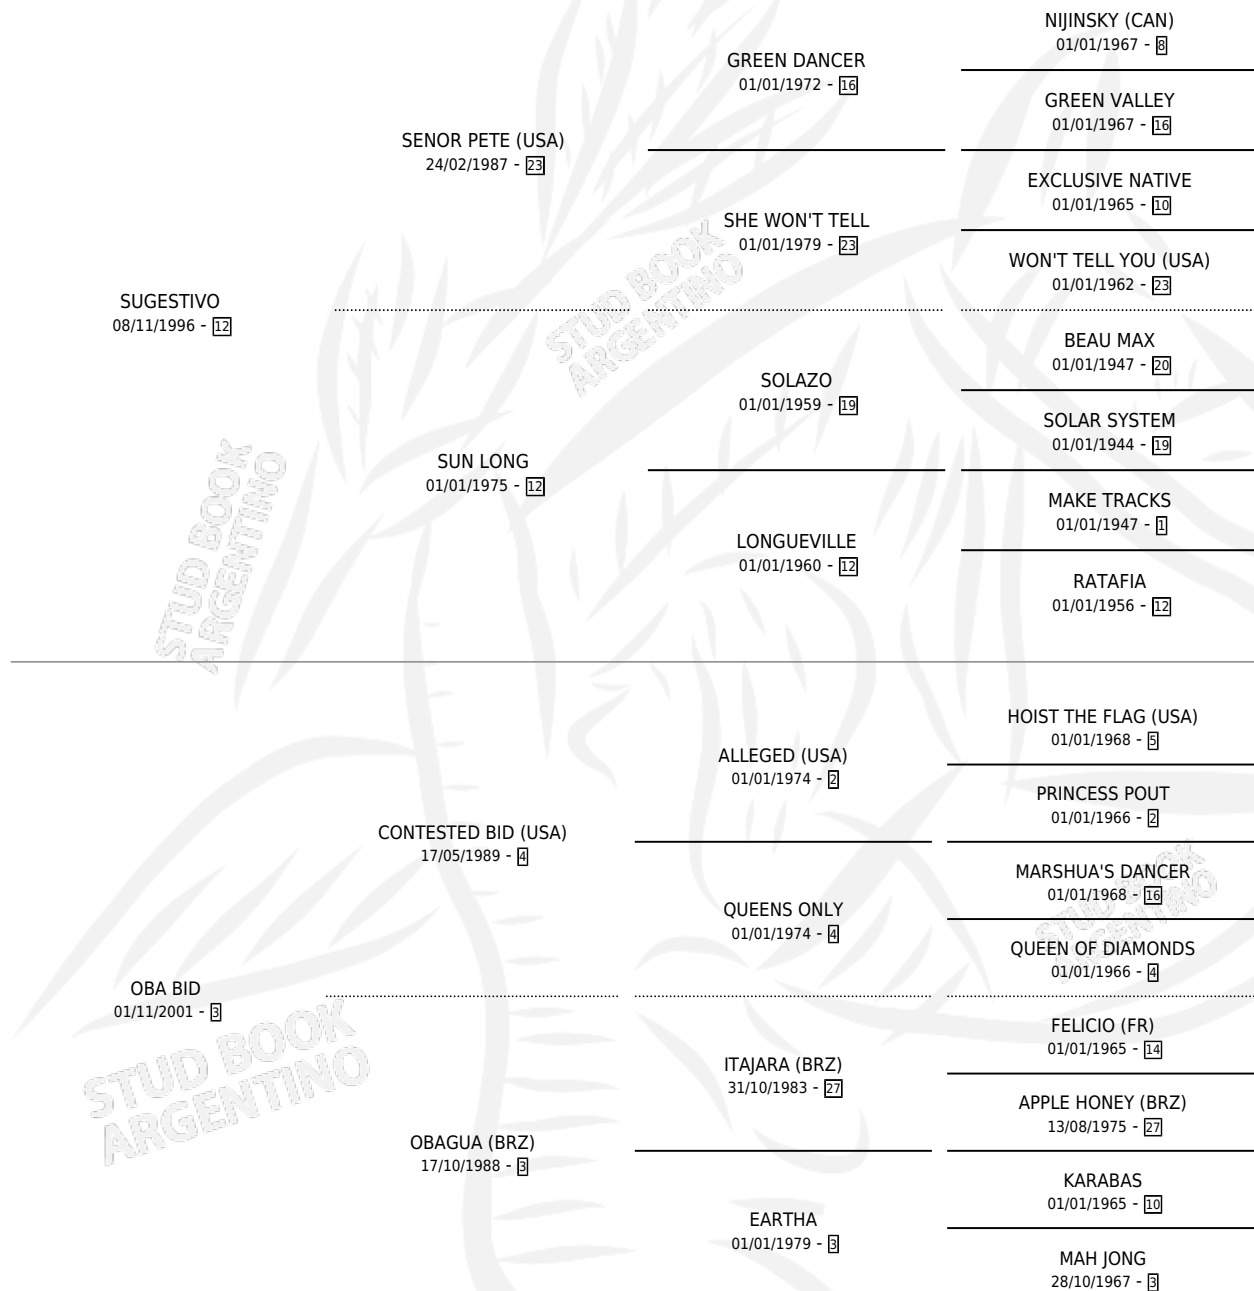 NIJINSKY (CAN)
01/01/1967 - 8
GREEN DANCER
01/01/1972 - 16
GREEN VALLEY
01/01/1967 - 16
SENOR PETE (USA)
24/02/1987 - 23
EXCLUSIVE NATIVE
01/01/1965 - 10
SHE WON'T TELL
01/01/1979 - 23
WON'T TELL YOU (USA)
01/01/1962 - 23
SUGESTIVO
08/11/1996 - 12
STUD BOOK
ARGENTINO
BEAU MAX
01/01/1947 - 20
SOLAZO
01/01/1959 - 19
SOLAR SYSTEM
01/01/1944 - 19
SUN LONG
01/01/1975 - 12
MAKE TRACKS
01/01/1947 - 1
LONGUEVILLE
01/01/1960 - 12
RATAFIA
01/01/1956 - 12
STUD BOOK
ARGENTINO
HOIST THE FLAG (USA)
01/01/1968 - 5
ALLEGED (USA)
01/01/1974 - 2
PRINCESS POUT
01/01/1966 - 2
CONTESTED BID (USA)
17/05/1989 - 4
MARSHUA'S DANCER
01/01/1968 - 16
QUEENS ONLY
01/01/1974 - 4
STUD BOOK
ARGENTINO
QUEEN OF DIAMONDS
01/01/1966 - 4
OBA BID
01/11/2001 - 3
FELICIO (FR)
01/01/1965 - 14
ITAJARA (BRZ)
31/10/1983 - 27
STUD BOOK
ARGENTINO
APPLE HONEY (BRZ)
13/08/1975 - 27
OBAGUA (BRZ)
17/10/1988 - 3
KARABAS
01/01/1965 - 10
EARTHA
01/01/1979 - 3
MAH JONG
28/10/1967 - 3